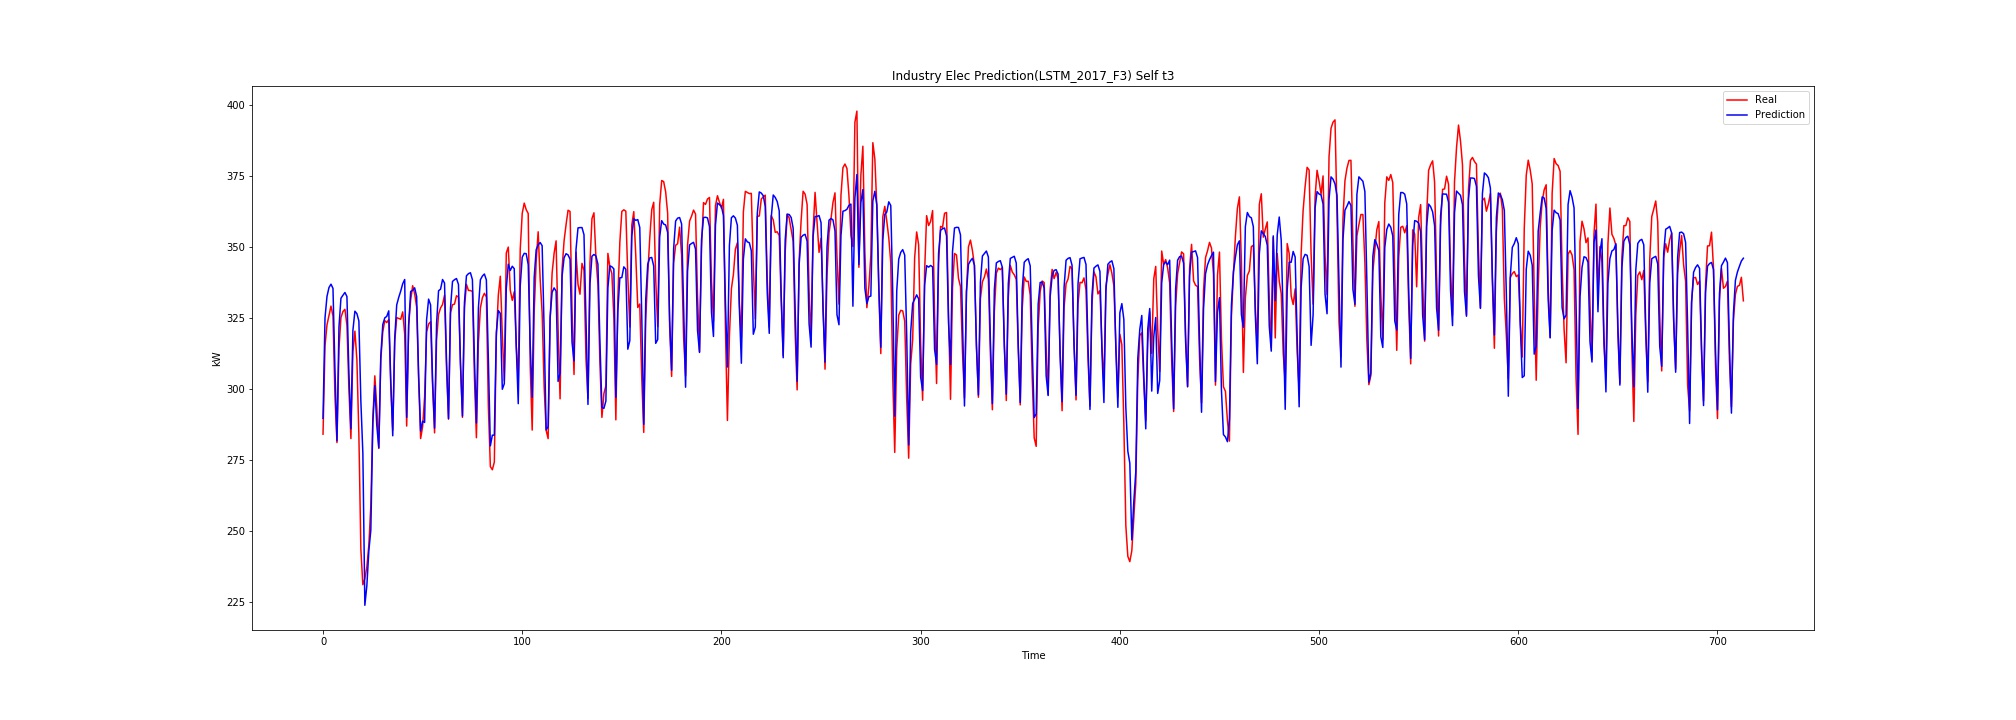 Industry Elec Prediction(LSTM_2017_F3) Self t3
Real
Prediction
400
375
350
325
300
275
250
225
kW
0 100 200 300 400 500 600 700
Time